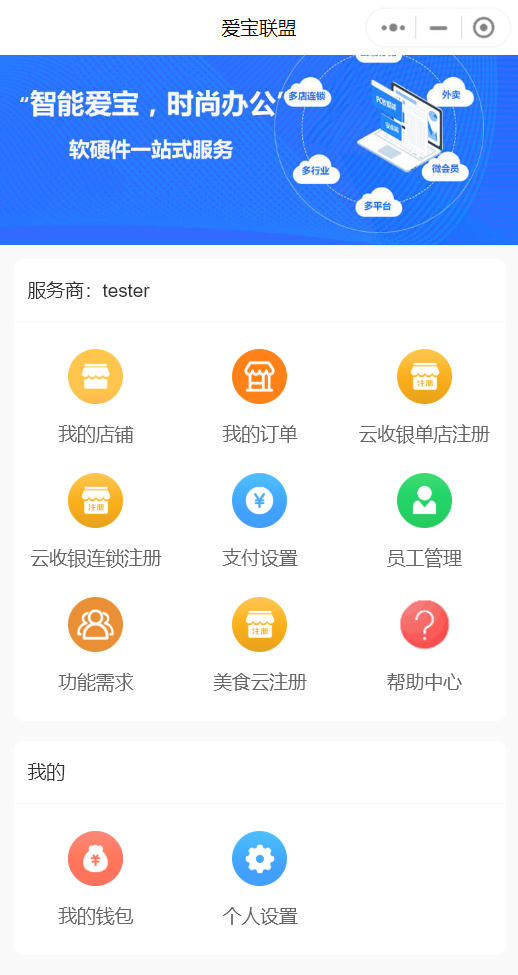 爱宝联盟
“智能爱宝，时尚办公”
软硬件一站式服务
多店连锁
外卖
多行业
微会员
多平台
服务商：tester
我的店铺
我的订单
注册
云收银单店注册
注册
云收银连锁注册
¥
支付设置
员工管理
功能需求
注册
美食云注册
?
帮助中心
我的
¥
我的钱包
个人设置